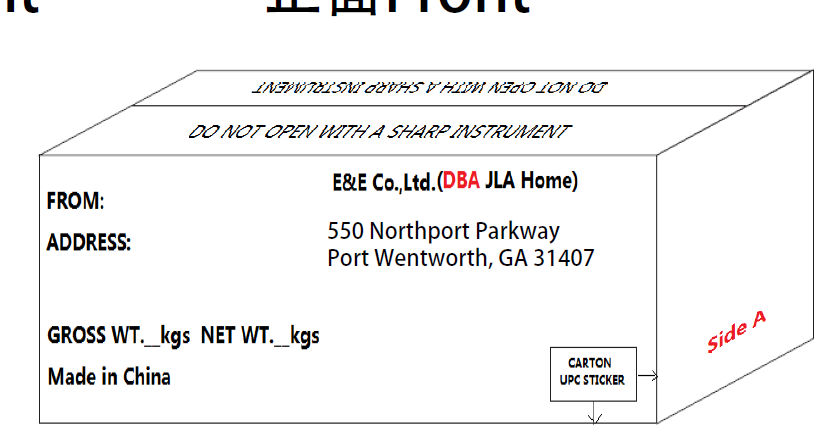 正面Front
DO NOT OPEN WITH A SHARP INSTRUMENT
DO NOT OPEN WITH A SHARP INSTRUMENT
E&E Co.,Ltd.(DBA JLA Home)
FROM:
550 Northport Parkway
ADDRESS:
Port Wentworth, GA 31407
GROSS WT.__kgs NET WT.__kgs
Made in China
CARTON
UPC STICKER
Side A